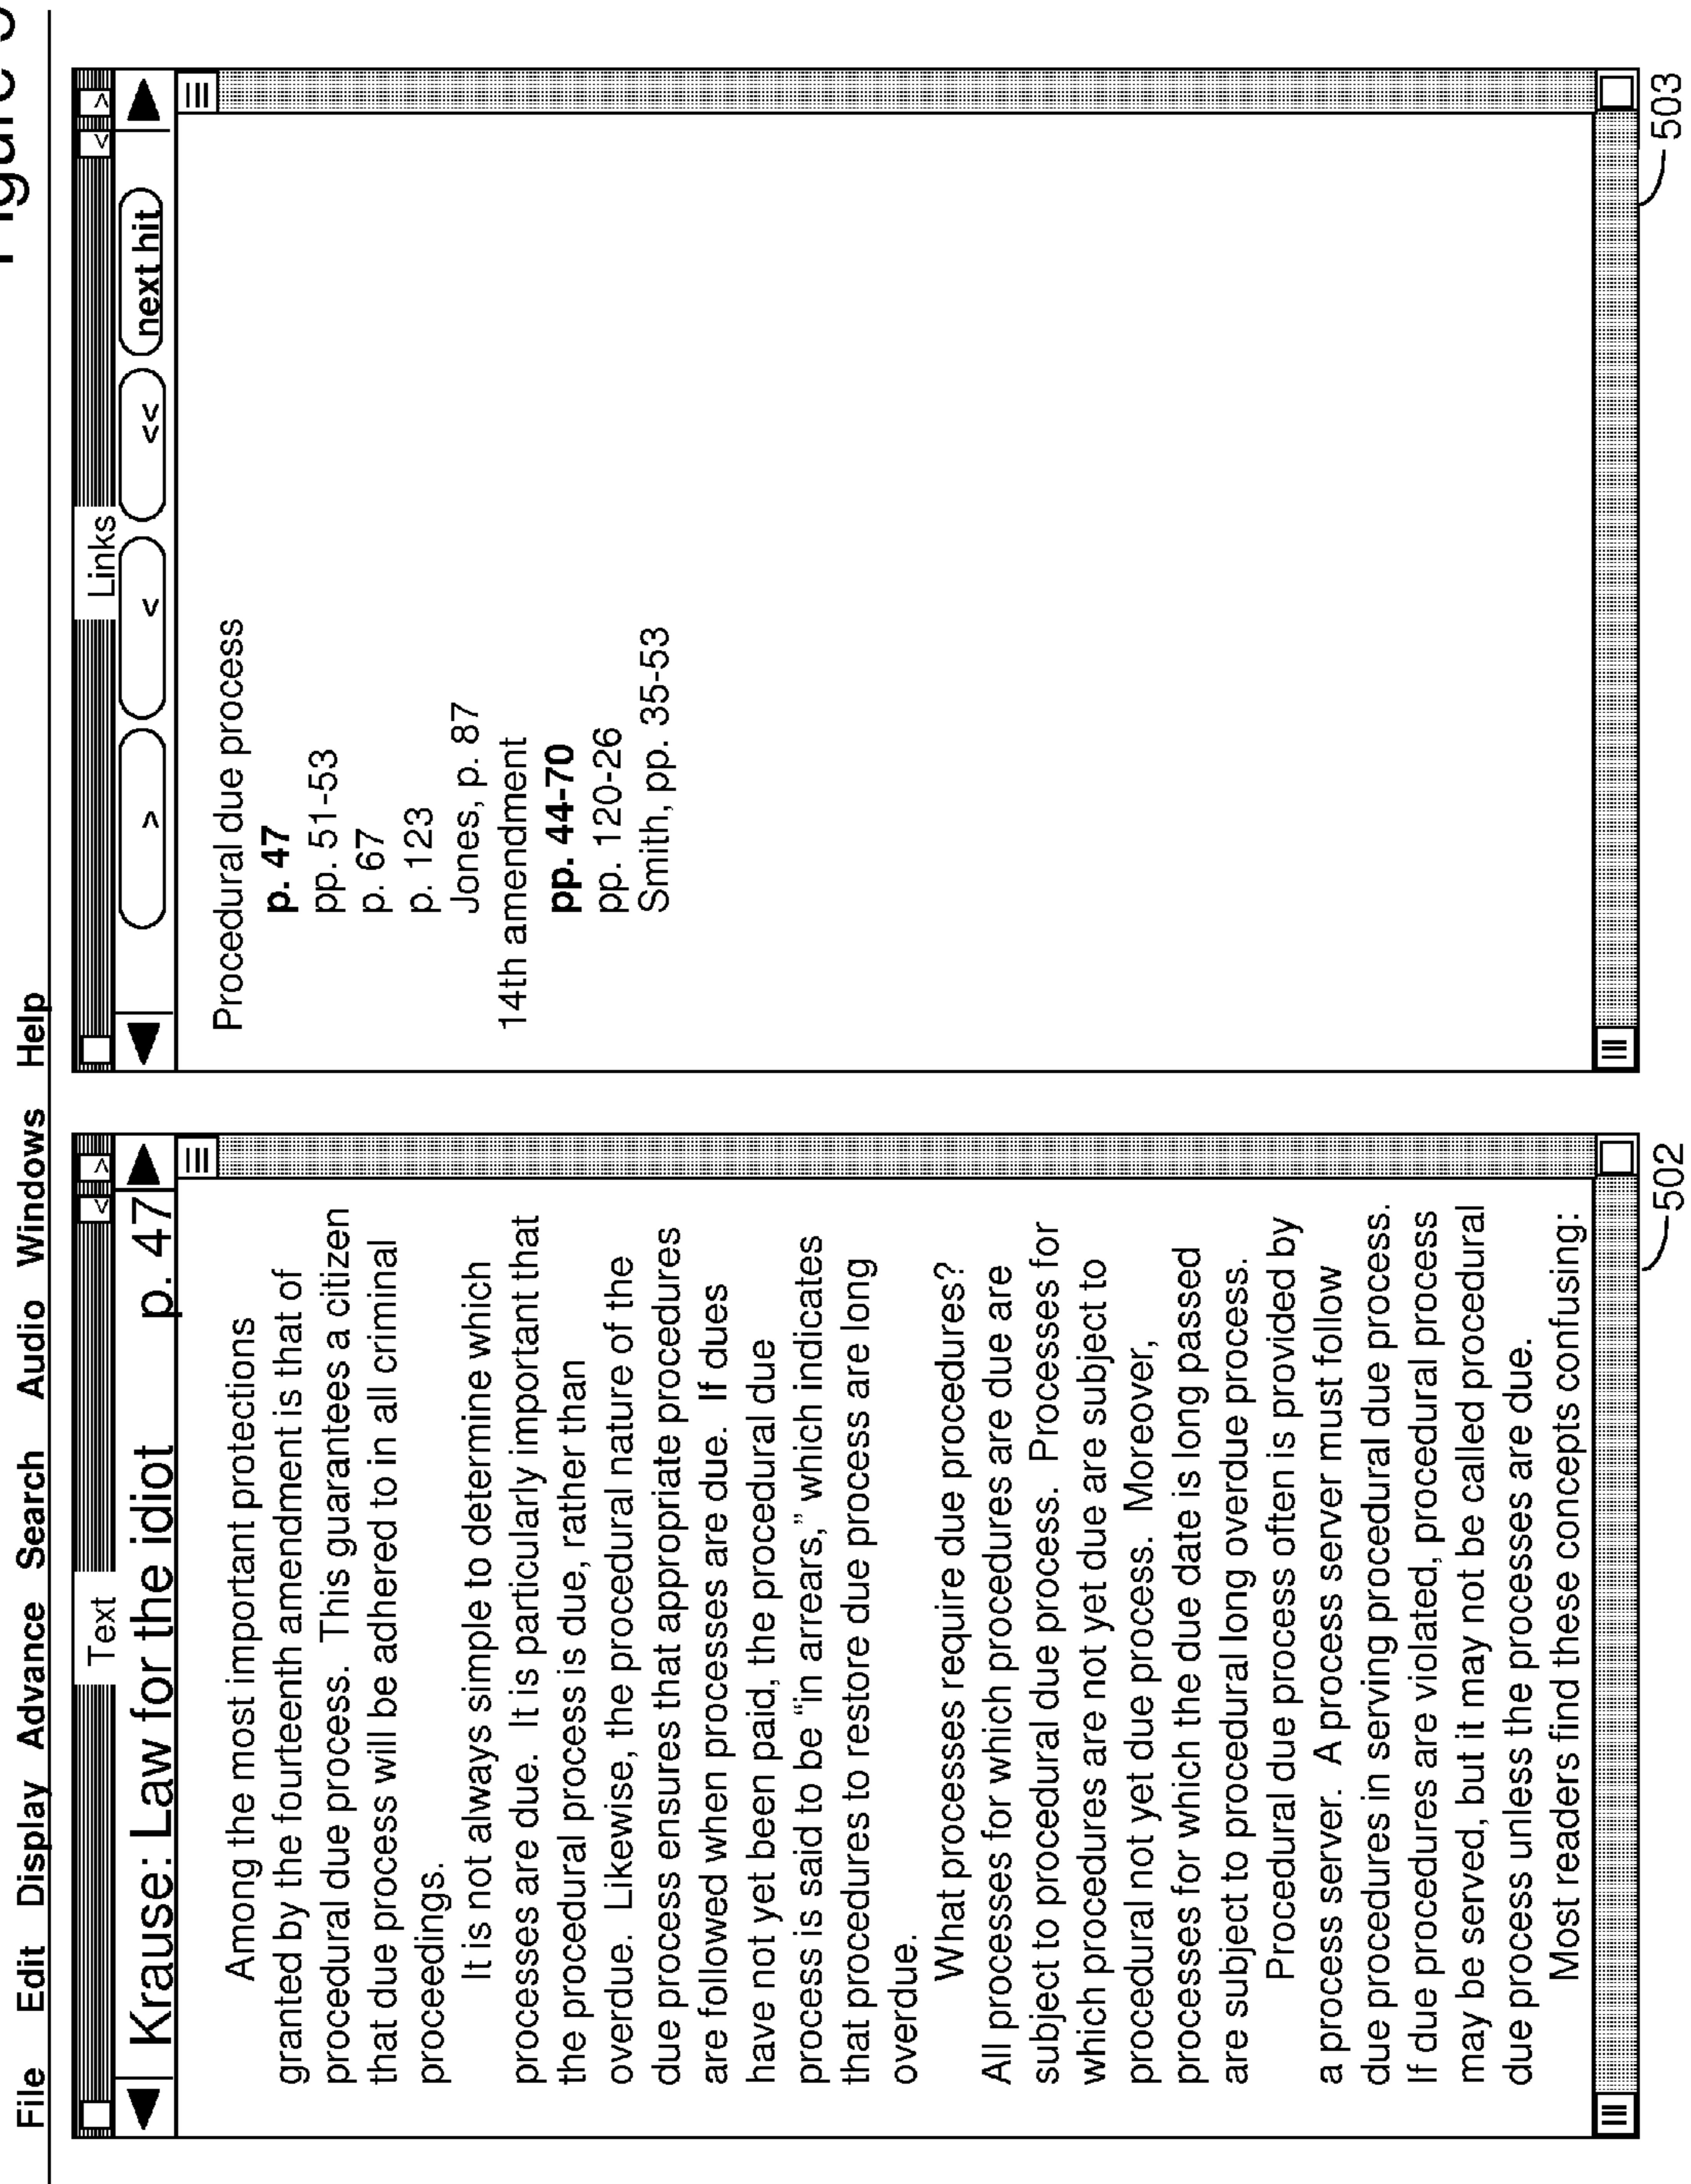 File Edit Display Advance Search Audio Windows Help
Text
< >
Krause: Law for the idiot p. 47
Among the most important protections
granted by the fourteenth amendment is that of
procedural due process. This guarantees a citizen
that due process will be adhered to in all criminal
proceedings.
It is not always simple to determine which
processes are due. It is particularly important that
the procedural process is due, rather than
overdue. Likewise, the procedural nature of the
due process ensures that appropriate procedures
are followed when processes are due. If dues
have not yet been paid, the procedural due
process is said to be “in arrears,” which indicates
that procedures to restore due process are long
overdue.
What processes require due procedures?
All processes for which procedures are due are
subject to procedural due process. Processes for
which procedures are not yet due are subject to
procedural not yet due process. Moreover,
processes for which the due date is long passed
are subject to procedural long overdue process.
Procedural due process often is provided by
a process server. A process server must follow
due procedures in serving procedural due process.
If due procedures are violated, procedural process
may be served, but it may not be called procedural
due process unless the processes are due.
Most readers find these concepts confusing:
502
Links
< >
> < << next hit
Procedural due process
p. 47
pp. 51-53
p. 67
p. 123
Jones, p. 87
14th amendment
pp. 44-70
pp. 120-26
Smith, pp. 35-53
503